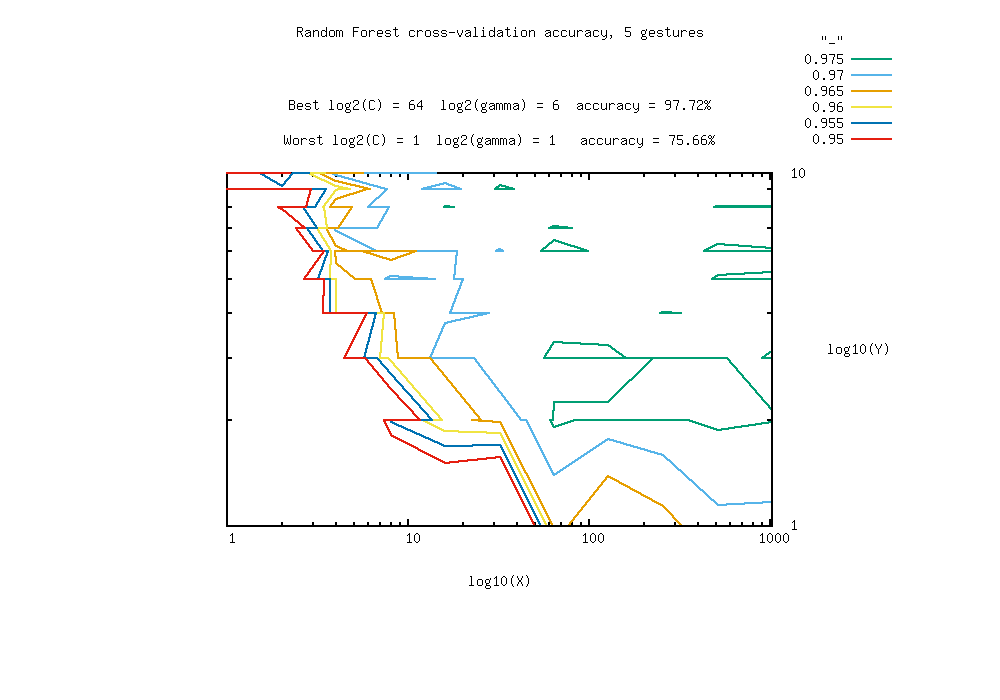 Random Forest cross-validation accuracy, 5 gestures
"_"
0.975
0.97
0.965
0.96
0.955
0.95
Best log2(C) = 64  log2(gamma) = 6  accuracy = 97.72%
Worst log2(C) = 1  log2(gamma) = 1   accuracy = 75.66%
10
log10(Y)
1
1 10 100 1000
log10(X)